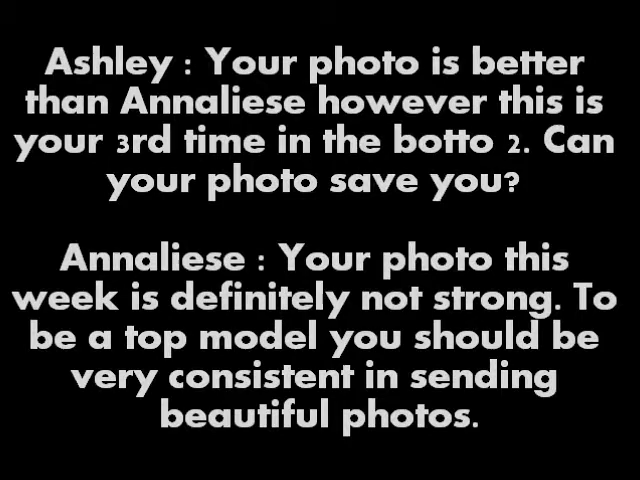 Ashley : Your photo is better
than Annaliese however this is
your 3rd time in the botto 2. Can
your photo save you?
Annaliese : Your photo this
week is definitely not strong. To
be a top model you should be
very consistent in sending
beautiful photos.